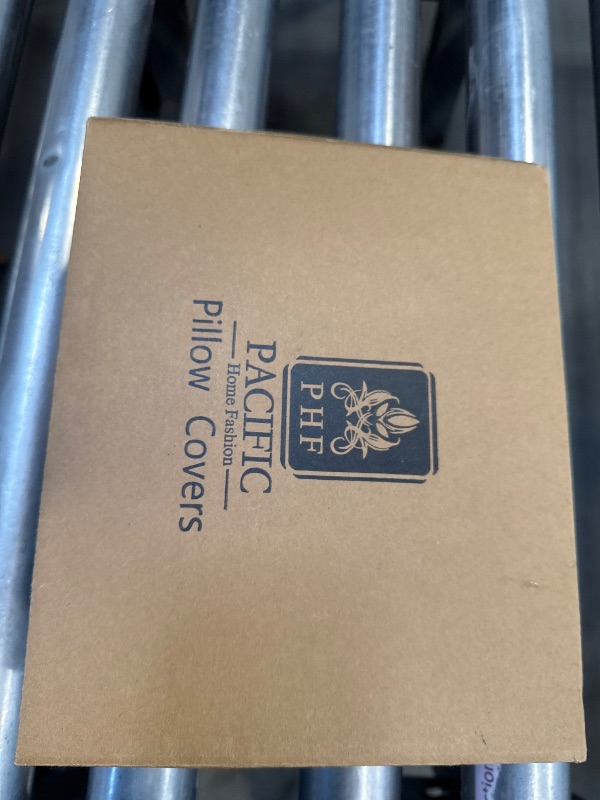 PHF
PACIFIC
Home Fashion
Pillow Covers